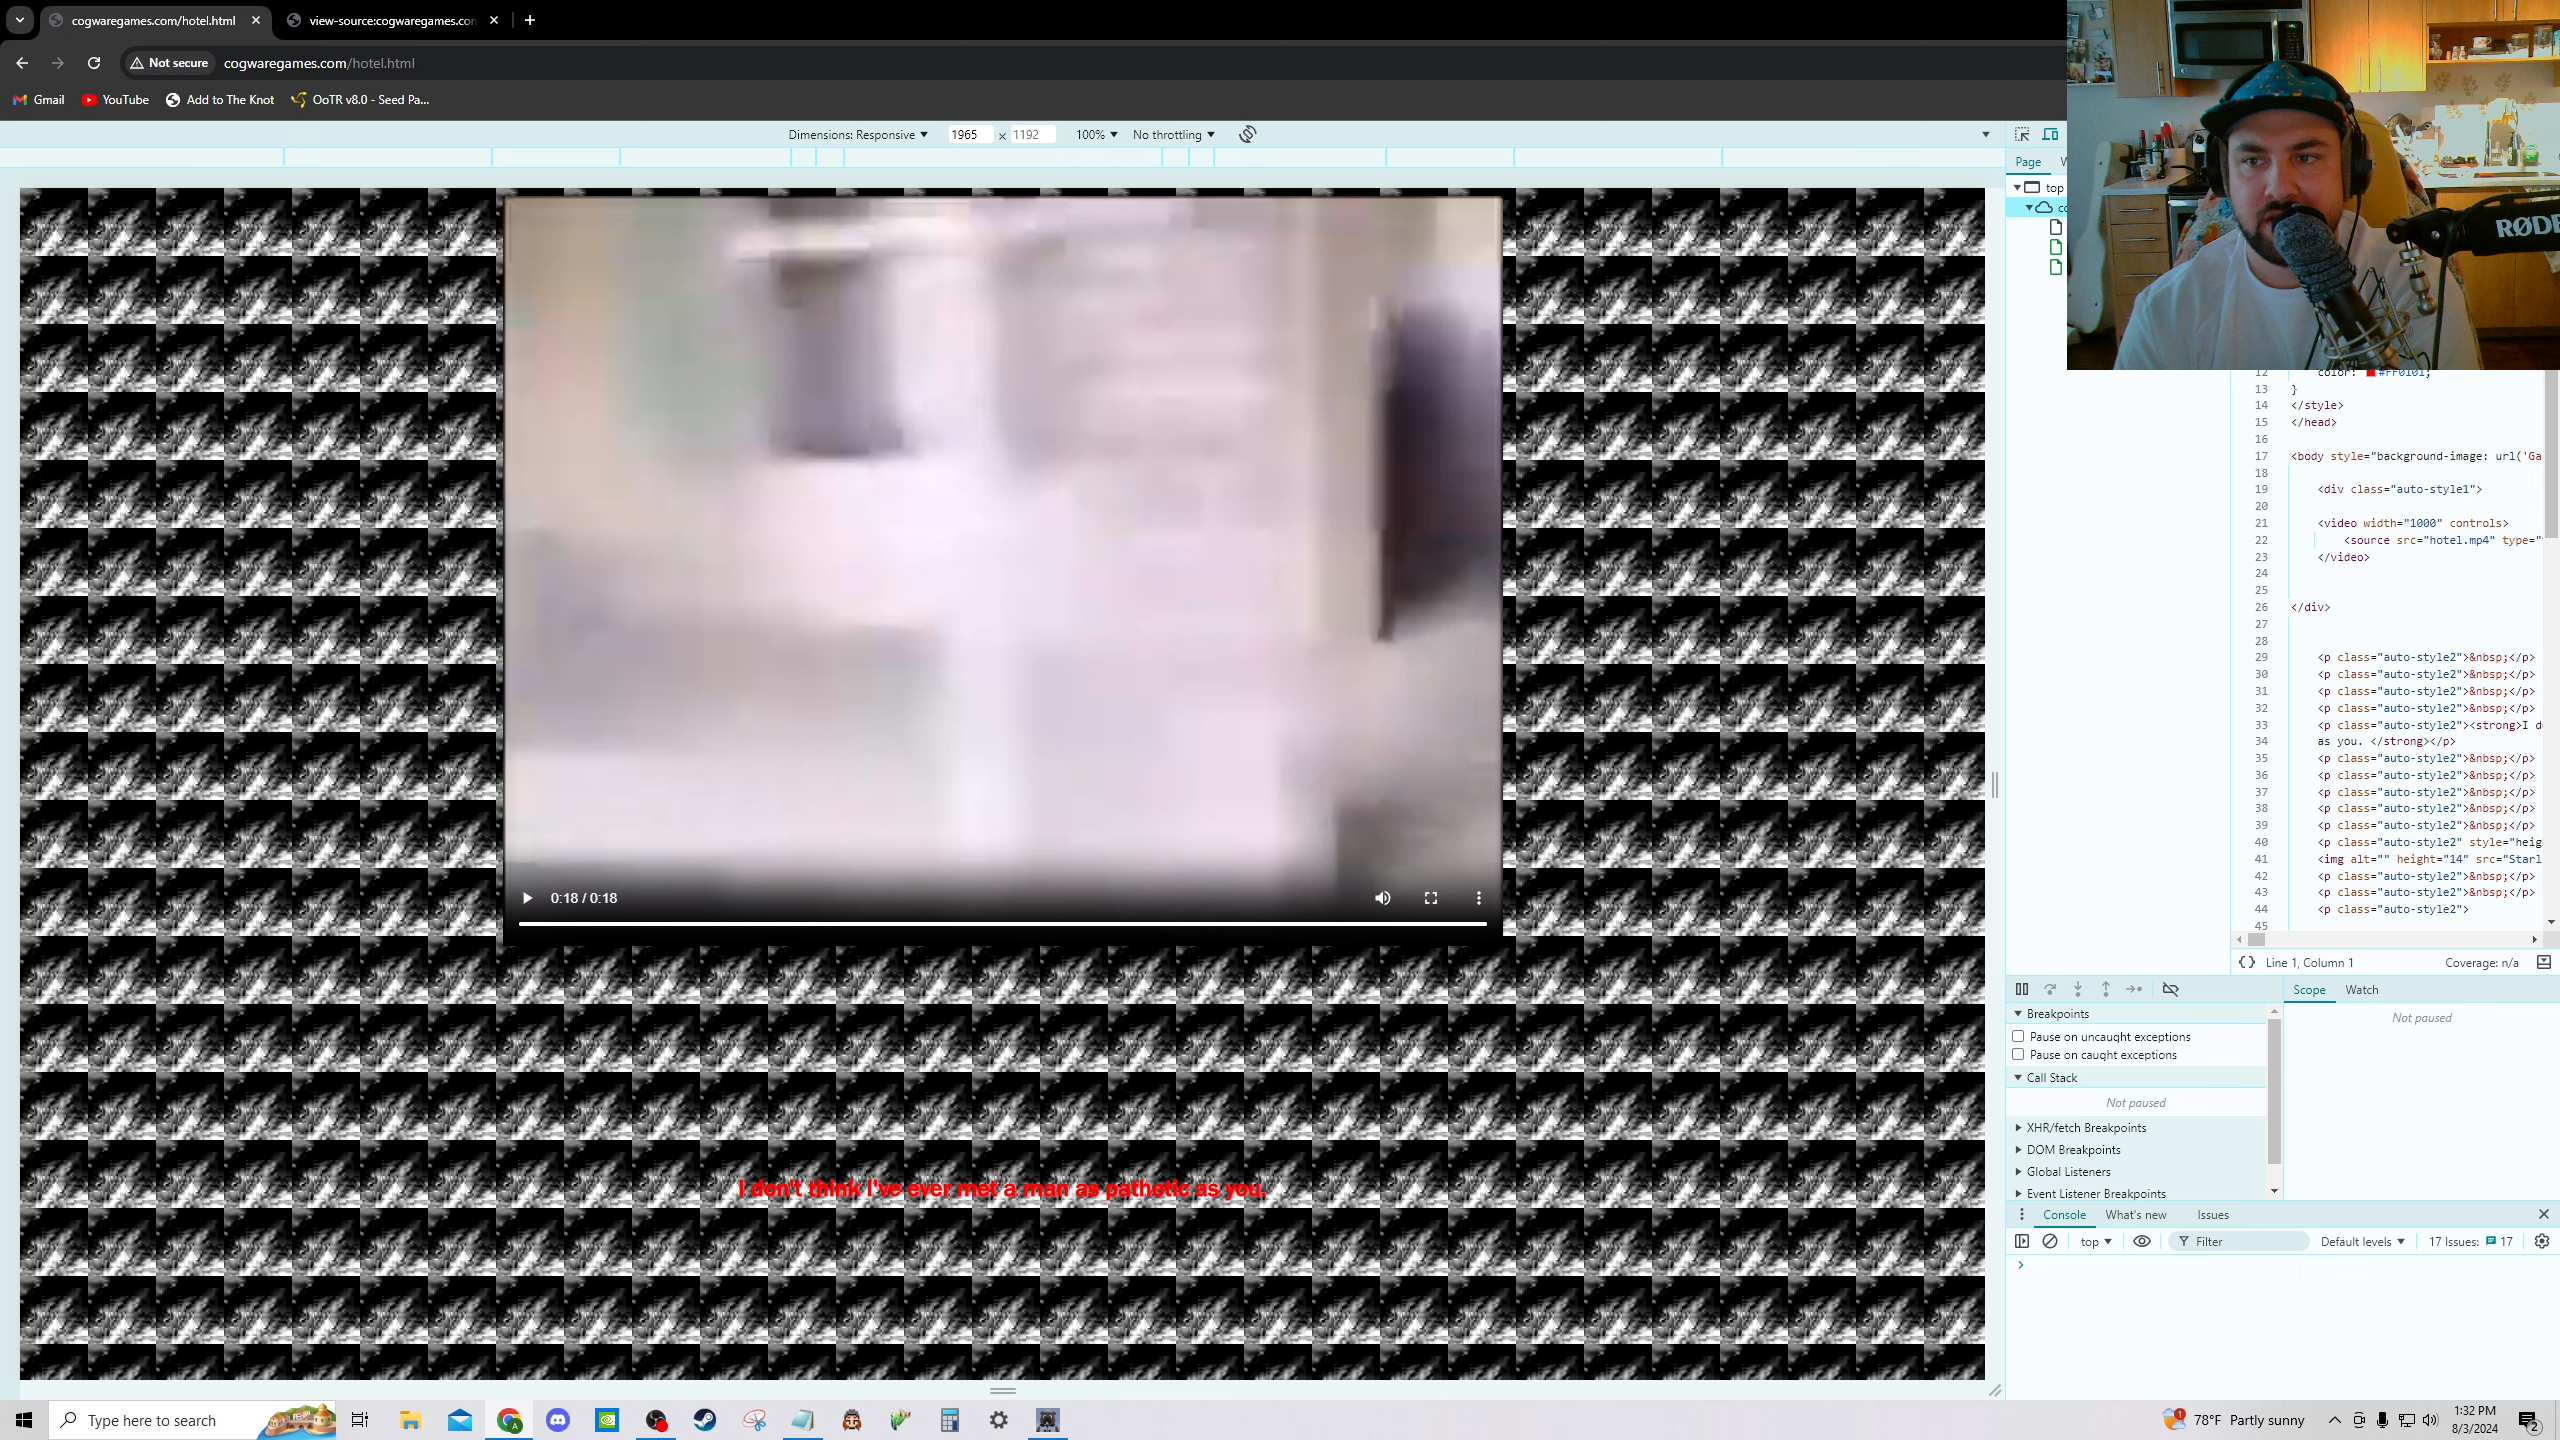 cogwaregames.com/hotel.html
view-source:cogwaregames.con
Not secure
cogwaregames.com/hotel.html
Gmail
YouTube
Add to The Knot
OoTR v8.0 - Seed Pa...
Dimensions: Responsive
1965 × 1192
100%
No throttling
Page
top
RØDE
12 color: #FF0101;
13 }
14 </style>
15 </head>
16
17 <body style="background-image: url('Ga
18
19 <div class="auto-style1">
20
21 <video width="1000" controls>
22 <source src="hotel.mp4" type="
23 </video>
24
25
26 </div>
27
28
29 <p class="auto-style2">&nbsp;</p>
30 <p class="auto-style2">&nbsp;</p>
31 <p class="auto-style2">&nbsp;</p>
32 <p class="auto-style2">&nbsp;</p>
33 <p class="auto-style2"><strong>I d
34 as you. </strong></p>
35 <p class="auto-style2">&nbsp;</p>
36 <p class="auto-style2">&nbsp;</p>
37 <p class="auto-style2">&nbsp;</p>
38 <p class="auto-style2">&nbsp;</p>
39 <p class="auto-style2">&nbsp;</p>
40 <p class="auto-style2" style="heig
41 <img alt="" height="14" src="Starl
42 <p class="auto-style2">&nbsp;</p>
43 <p class="auto-style2">&nbsp;</p>
44 <p class="auto-style2">
45
0:18 / 0:18
{} Line 1, Column 1
Coverage: n/a
Scope
Watch
Not paused
Breakpoints
Pause on uncaught exceptions
Pause on caught exceptions
Call Stack
Not paused
XHR/fetch Breakpoints
DOM Breakpoints
Global Listeners
Event Listener Breakpoints
I don't think I've ever met a man as pathetic as you.
Console
What's new
Issues
top
Filter
Default levels
17 Issues: 17
Type here to search
1
78°F Partly sunny
1:32 PM
8/3/2024
2